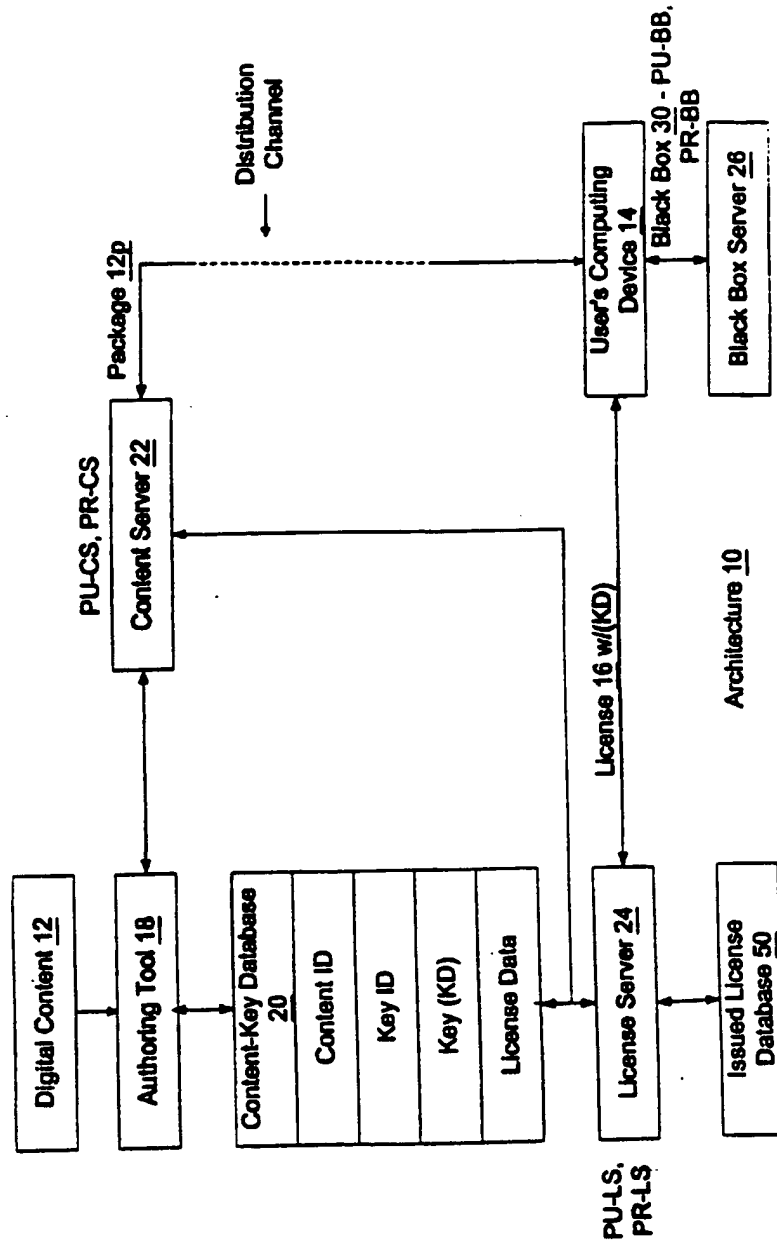 Digital Content 12
Authoring Tool 18
Content-Key Database
20
Content ID
Key ID
Key (KD)
License Data
PU-LS,
PR-LS
License Server 24
Issued License
Database 50
PU-CS, PR-CS
Content Server 22
Package 12p
Distribution
Channel
License 16 w/(KD)
Architecture 10
User's Computing
Device 14
Black Box 30 - PU-BB,
PR-BB
Black Box Server 26